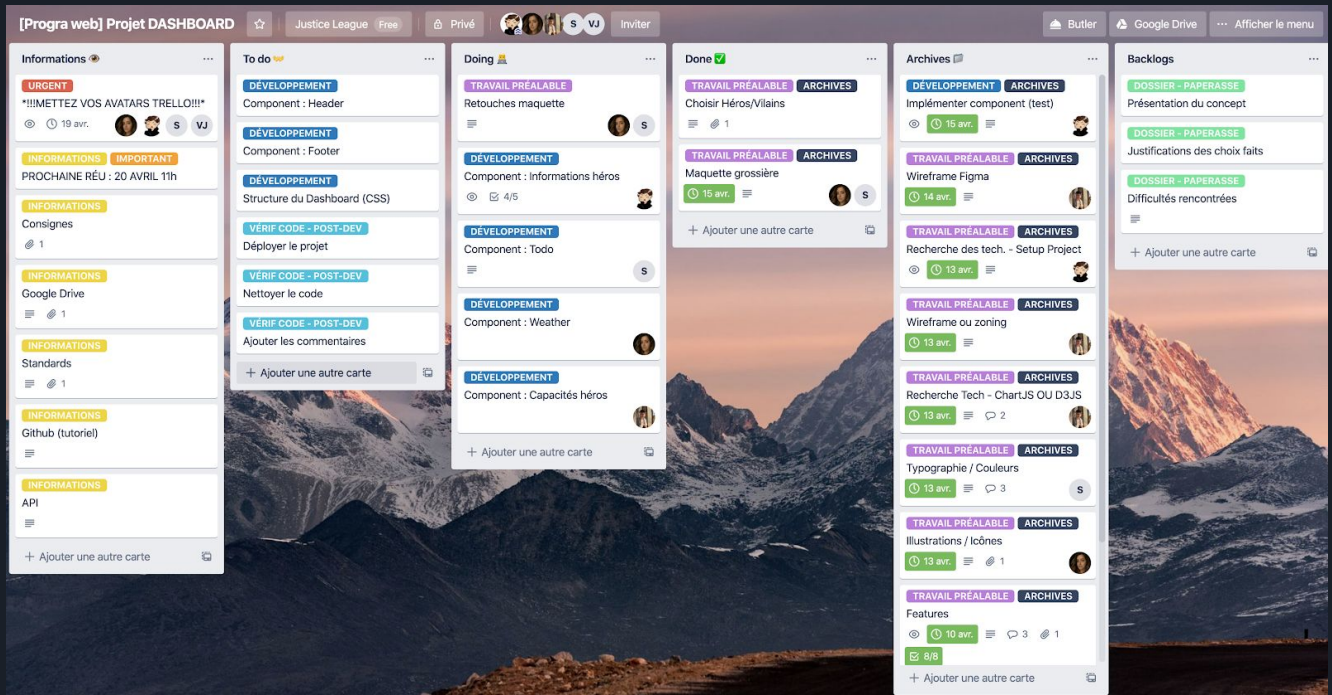 [Progra web] Projet DASHBOARD
Justice League Free
Privé
S
VJ
Inviter
Butler
Google Drive
Afficher le menu
Informations
URGENT
*!!!METTEZ VOS AVATARS TRELLO!!!*
19 avr.
S
VJ
INFORMATIONS IMPORTANT
PROCHAINE RÉU : 20 AVRIL 11h
INFORMATIONS
Consignes
1
INFORMATIONS
Google Drive
1
INFORMATIONS
Standards
1
INFORMATIONS
Github (tutoriel)
INFORMATIONS
API
+ Ajouter une autre carte
To do
DÉVELOPPEMENT
Component : Header
DÉVELOPPEMENT
Component : Footer
DÉVELOPPEMENT
Structure du Dashboard (CSS)
VÉRIF CODE - POST-DEV
Déployer le projet
VÉRIF CODE - POST-DEV
Nettoyer le code
VÉRIF CODE - POST-DEV
Ajouter les commentaires
+ Ajouter une autre carte
Doing
TRAVAIL PRÉALABLE
Retouches maquette
S
DÉVELOPPEMENT
Component : Informations héros
4/5
DÉVELOPPEMENT
Component : Todo
S
DÉVELOPPEMENT
Component : Weather
DÉVELOPPEMENT
Component : Capacités héros
+ Ajouter une autre carte
Done
TRAVAIL PRÉALABLE ARCHIVES
Choisir Héros/Vilains
1
TRAVAIL PRÉALABLE ARCHIVES
Maquette grossière
15 avr.
S
+ Ajouter une autre carte
Archives
DÉVELOPPEMENT ARCHIVES
Implémenter component (test)
15 avr.
TRAVAIL PRÉALABLE ARCHIVES
Wireframe Figma
14 avr.
TRAVAIL PRÉALABLE ARCHIVES
Recherche des tech. - Setup Project
13 avr.
TRAVAIL PRÉALABLE ARCHIVES
Wireframe ou zoning
13 avr.
TRAVAIL PRÉALABLE ARCHIVES
Recherche Tech - ChartJS OU D3JS
13 avr.
2
TRAVAIL PRÉALABLE ARCHIVES
Typographie / Couleurs
13 avr.
3
S
TRAVAIL PRÉALABLE ARCHIVES
Illustrations / Icônes
13 avr.
1
TRAVAIL PRÉALABLE ARCHIVES
Features
10 avr.
3
1
8/8
+ Ajouter une autre carte
Backlogs
DOSSIER - PAPERASSE
Présentation du concept
DOSSIER - PAPERASSE
Justifications des choix faits
DOSSIER - PAPERASSE
Difficultés rencontrées
+ Ajouter une autre carte